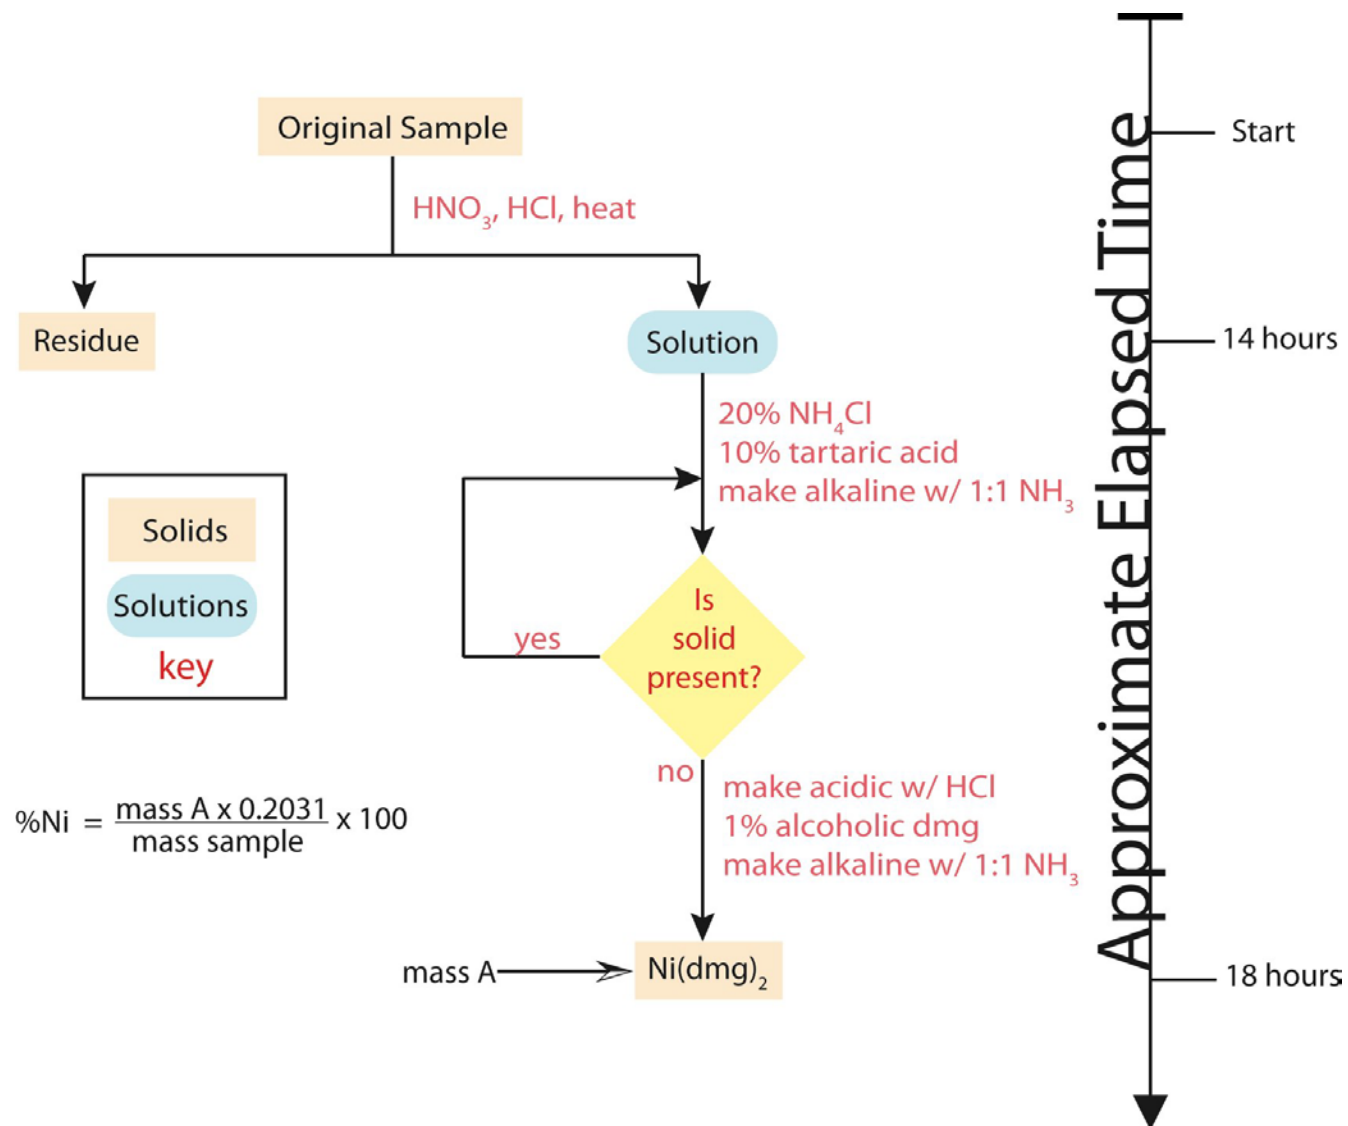 Original Sample
HNO₃, HCl, heat
Residue
Solution
20% NH₄Cl
10% tartaric acid
make alkaline w/ 1:1 NH₃
Is
solid
present?
yes
no
make acidic w/ HCl
1% alcoholic dmg
make alkaline w/ 1:1 NH₃
mass A
Ni(dmg)₂
Solids
Solutions
key
%Ni = mass A x 0.2031 x 100
mass sample
Approximate Elapsed Time
Start
14 hours
18 hours